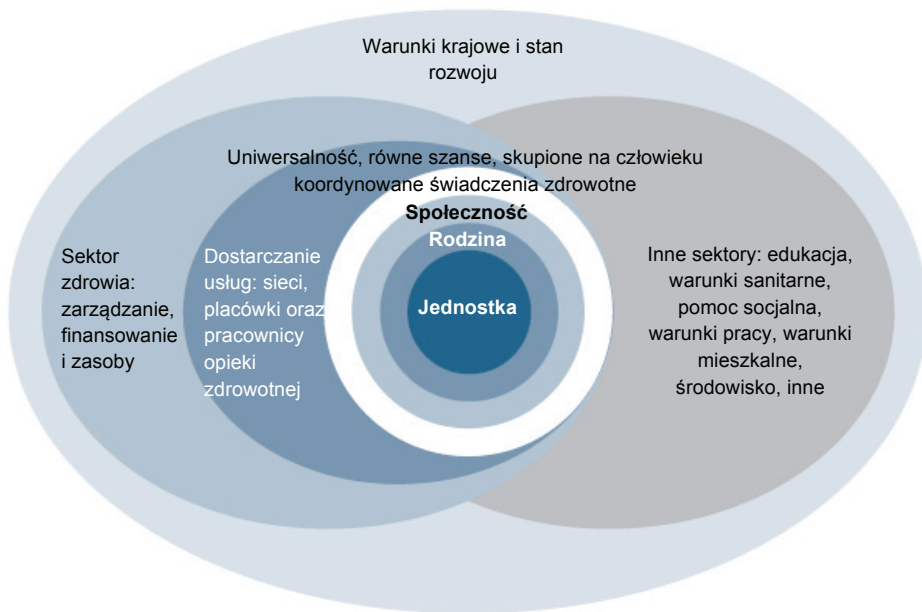 Warunki krajowe i stan
rozwoju
Uniwersalność, równe szanse, skupione na człowieku
koordynowane świadczenia zdrowotne
Społeczność
Rodzina
Jednostka
Sektor
zdrowia:
zarządzanie,
finansowanie
i zasoby
Dostarczanie
usług: sieci,
placówki oraz
pracownicy
opieki
zdrowotnej
Inne sektory: edukacja,
warunki sanitarne,
pomoc socjalna,
warunki pracy, warunki
mieszkalne,
środowisko, inne